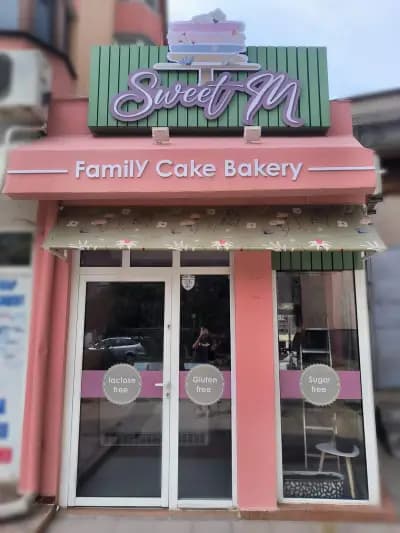 Sweet M
Family Cake Bakery
lactose
free
Gluten
free
Sugar
free